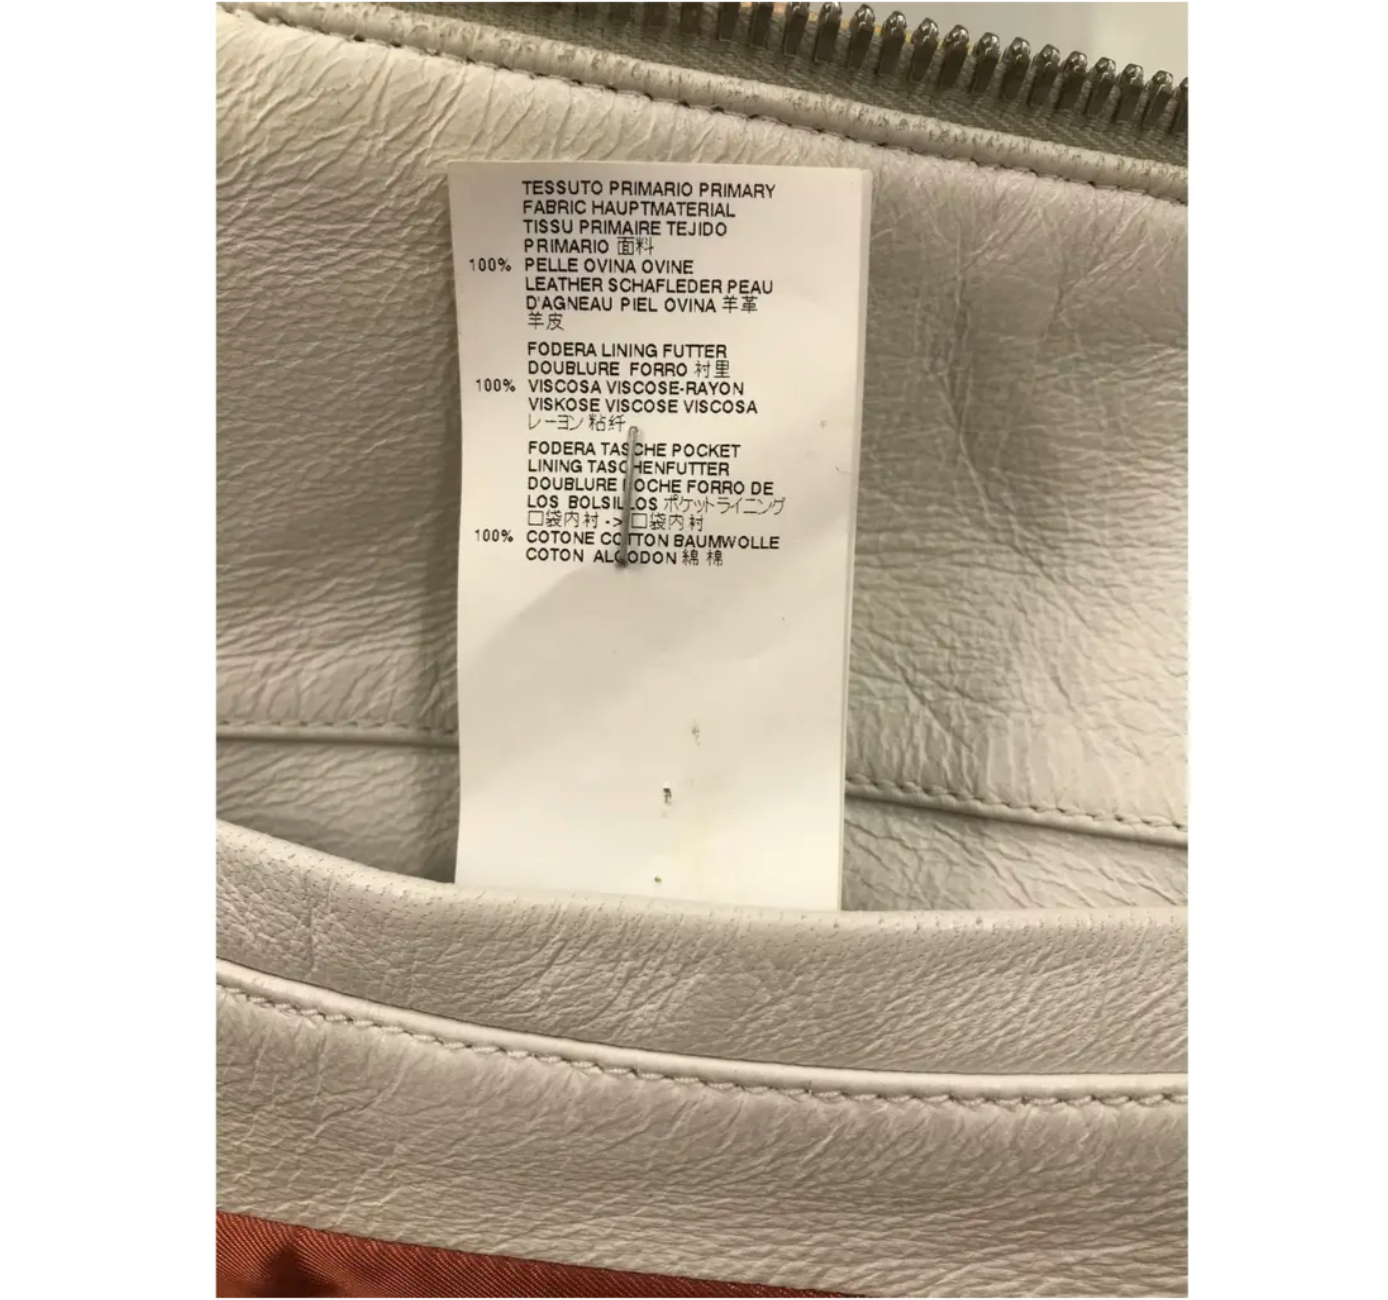 TESSUTO PRIMARIO PRIMARY
FABRIC HAUPTMATERIAL
TISSU PRIMAIRE TEJIDO
PRIMARIO 面料
100% PELLE OVINA OVINE
LEATHER SCHAFLEDER PEAU
D'AGNEAU PIEL OVINA 羊革
羊皮
FODERA LINING FUTTER
DOUBLURE FORRO 衬里
100% VISCOSA VISCOSE-RAYON
VISKOSE VISCOSE VISCOSA
レーヨン 粘纤
FODERA TASCHE POCKET
LINING TASCHENFUTTER
DOUBLURE POCHE FORRO DE
LOS BOLSILLOS ポケットライニング
口袋内衬 -> 口袋内衬
100% COTONE COTTON BAUMWOLLE
COTON ALGODON 綿 棉